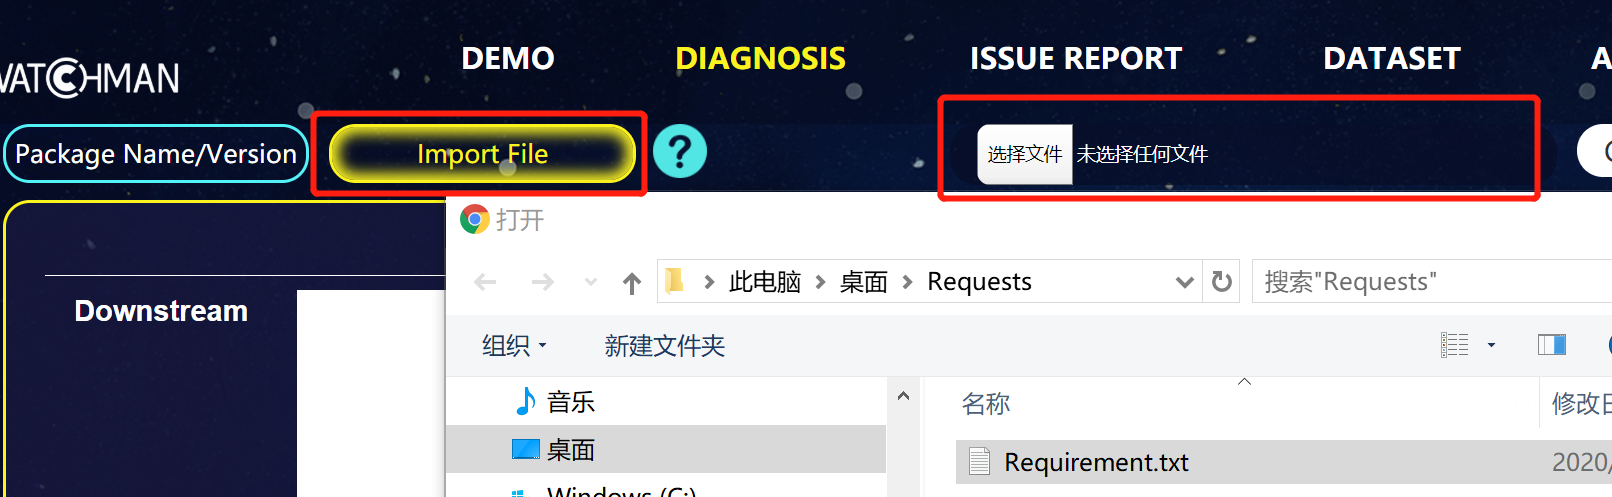 DEMO DIAGNOSIS ISSUE REPORT DATASET A
WATCHMAN
Package Name/Version Import File ? 选择文件 未选择任何文件
打开
此电脑 桌面 Requests 搜索"Requests"
Downstream
组织 新建文件夹
音乐
名称 修改日
桌面
Requirement.txt 2020/
Windows (C:)